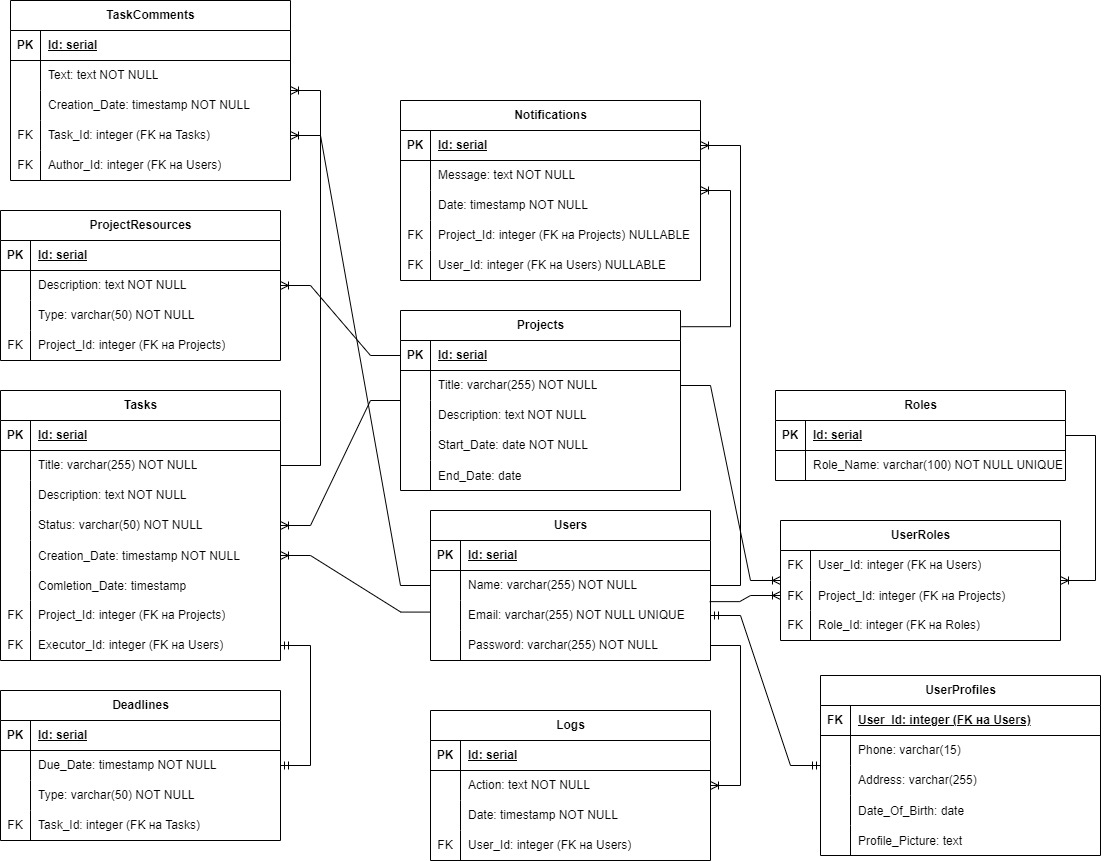 TaskComments
PK Id: serial
Text: text NOT NULL
Creation_Date: timestamp NOT NULL
FK Task_Id: integer (FK на Tasks)
FK Author_Id: integer (FK на Users)
ProjectResources
PK Id: serial
Description: text NOT NULL
Type: varchar(50) NOT NULL
FK Project_Id: integer (FK на Projects)
Tasks
PK Id: serial
Title: varchar(255) NOT NULL
Description: text NOT NULL
Status: varchar(50) NOT NULL
Creation_Date: timestamp NOT NULL
Comletion_Date: timestamp
FK Project_Id: integer (FK на Projects)
FK Executor_Id: integer (FK на Users)
Deadlines
PK Id: serial
Due_Date: timestamp NOT NULL
Type: varchar(50) NOT NULL
FK Task_Id: integer (FK на Tasks)
Notifications
PK Id: serial
Message: text NOT NULL
Date: timestamp NOT NULL
FK Project_Id: integer (FK на Projects) NULLABLE
FK User_Id: integer (FK на Users) NULLABLE
Projects
PK Id: serial
Title: varchar(255) NOT NULL
Description: text NOT NULL
Start_Date: date NOT NULL
End_Date: date
Users
PK Id: serial
Name: varchar(255) NOT NULL
Email: varchar(255) NOT NULL UNIQUE
Password: varchar(255) NOT NULL
Logs
PK Id: serial
Action: text NOT NULL
Date: timestamp NOT NULL
FK User_Id: integer (FK на Users)
Roles
PK Id: serial
Role_Name: varchar(100) NOT NULL UNIQUE
UserRoles
FK User_Id: integer (FK на Users)
FK Project_Id: integer (FK на Projects)
FK Role_Id: integer (FK на Roles)
UserProfiles
FK User_Id: integer (FK на Users)
Phone: varchar(15)
Address: varchar(255)
Date_Of_Birth: date
Profile_Picture: text